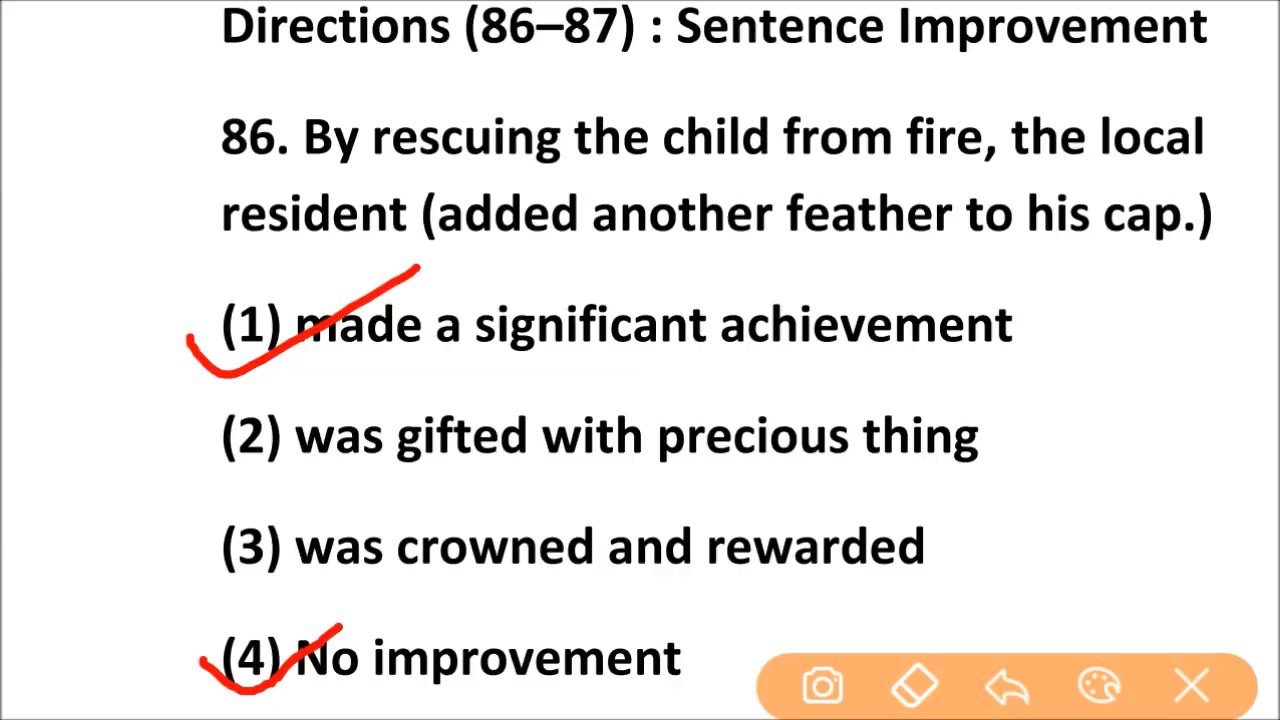 Directions (86–87) : Sentence Improvement
86. By rescuing the child from fire, the local
resident (added another feather to his cap.)
(1) made a significant achievement
(2) was gifted with precious thing
(3) was crowned and rewarded
(4) No improvement